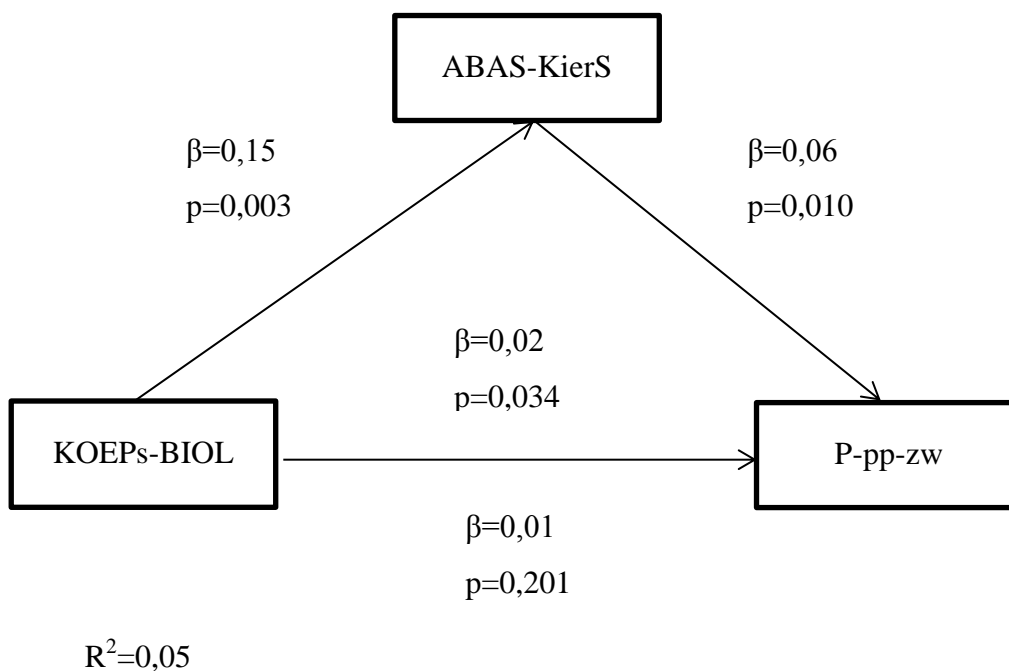 ABAS-KierS
β=0,15
p=0,003
β=0,06
p=0,010
β=0,02
p=0,034
KOEPs-BIOL
P-pp-zw
β=0,01
p=0,201
R²=0,05